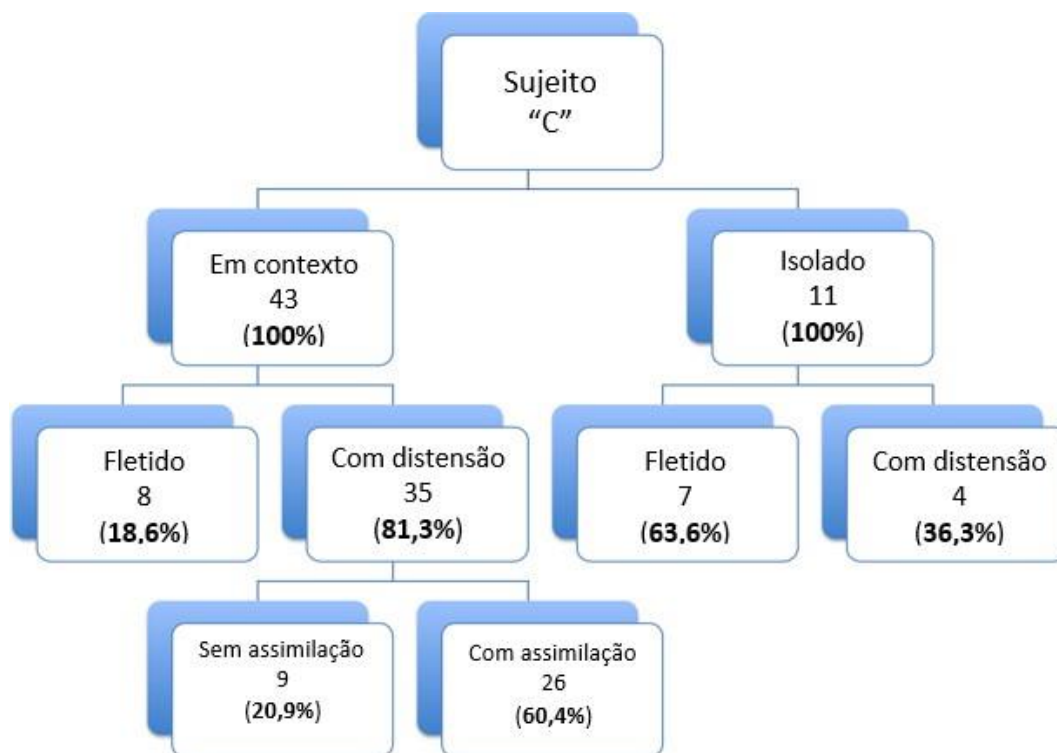 Sujeito
“C”
Em contexto
43
(100%)
Isolado
11
(100%)
Fletido
8
(18,6%)
Com distensão
35
(81,3%)
Fletido
7
(63,6%)
Com distensão
4
(36,3%)
Sem assimilação
9
(20,9%)
Com assimilação
26
(60,4%)